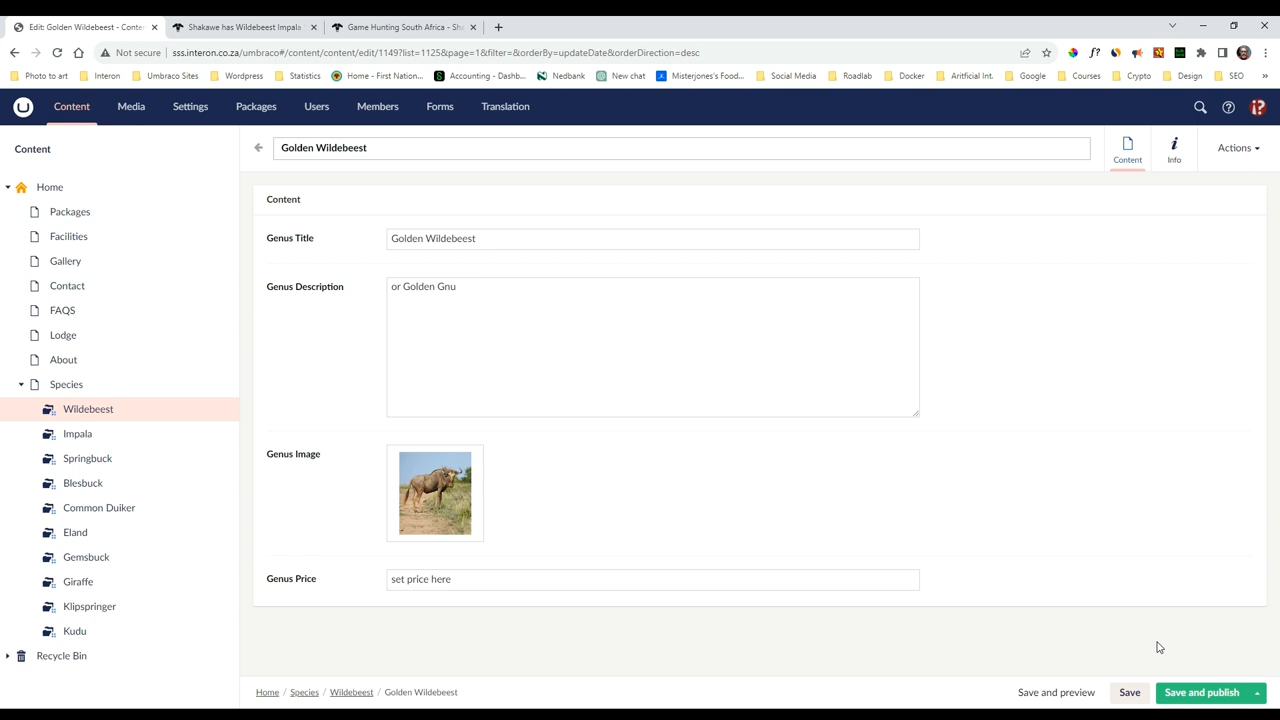 Edit: Golden Wildebeest - Conte
Shakawe has Wildebeest Impala
Game Hunting South Africa - Sh
Not secure
sss.interon.co.za/umbraco#/content/content/edit/1149?list=1125&page=1&filter=&orderBy=updateDate&orderDirection=desc
Photo to art
Interon
Umbraco Sites
Wordpress
Statistics
Home - First Nation...
Accounting - Dashb...
Nedbank
New chat
Misterjones's Food...
Social Media
Roadlab
Docker
Aritficial Int.
Google
Courses
Crypto
Design
SEO
»
Content
Media
Settings
Packages
Users
Members
Forms
Translation
Content
Golden Wildebeest
Content
Info
Actions
Home
Packages
Facilities
Gallery
Contact
FAQS
Lodge
About
Species
Wildebeest
Impala
Springbuck
Blesbuck
Common Duiker
Eland
Gemsbuck
Giraffe
Klipspringer
Kudu
Recycle Bin
Content
Genus Title
Golden Wildebeest
Genus Description
or Golden Gnu
Genus Image
Genus Price
set price here
Home / Species / Wildebeest / Golden Wildebeest
Save and preview
Save
Save and publish